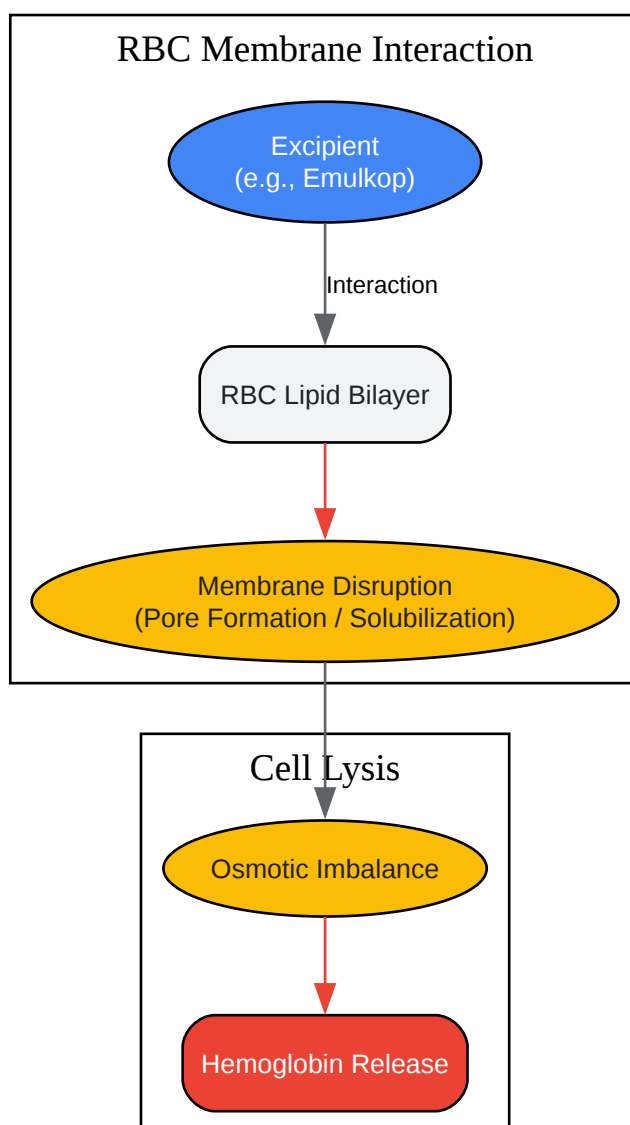 RBC Membrane Interaction
Excipient
(e.g., Emulkop)
Interaction
RBC Lipid Bilayer
Membrane Disruption
(Pore Formation / Solubilization)
Cell Lysis
Osmotic Imbalance
Hemoglobin Release